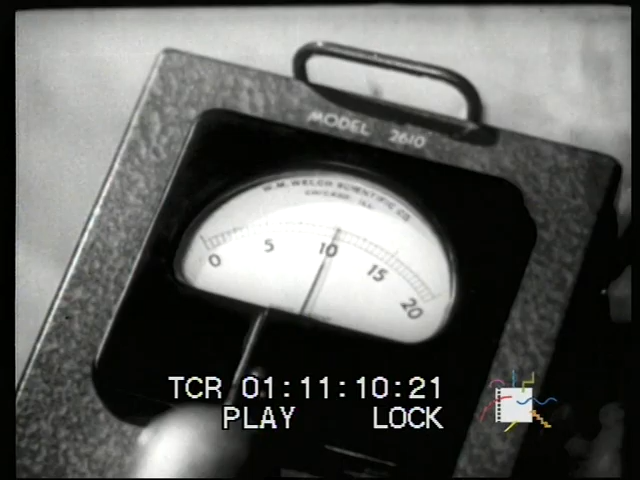 MODEL 2610
W. M. WELCH SCIENTIFIC CO.
CHICAGO, ILL.
0 5 10 15 20
TCR 01:11:10:21
PLAY LOCK